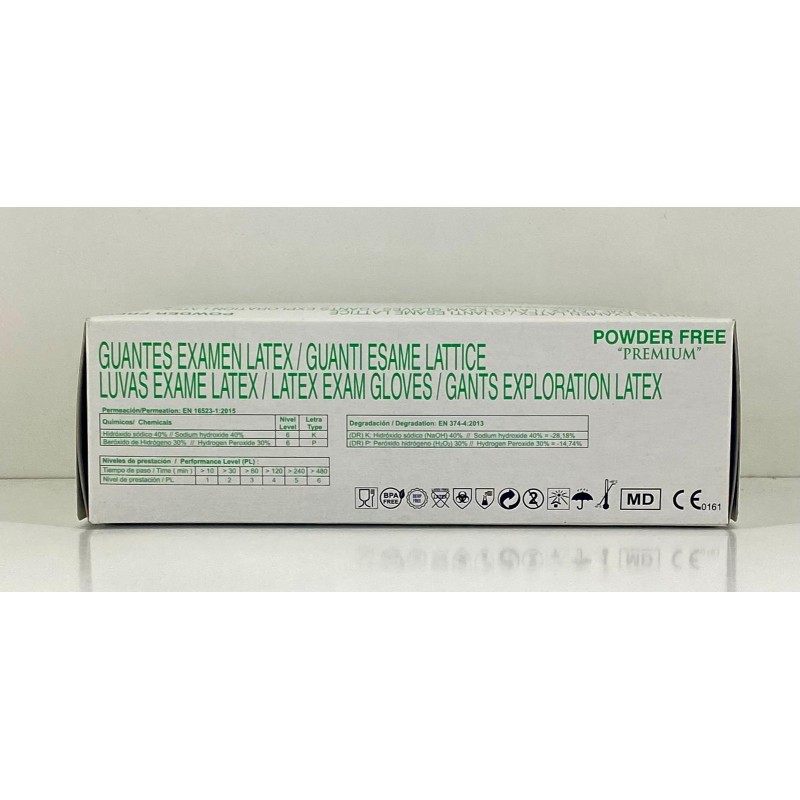 POWDER FREE
"PREMIUM"
GUANTES EXAMEN LATEX / GUANTI ESAME LATTICE
LUVAS EXAME LATEX / LATEX EXAM GLOVES / GANTS EXPLORATION LATEX
Permeación/Permeation: EN 16523-1:2015
Químicos/ Chemicals Nivel Level Letra Type
Hidróxido sódico 40% // Sodium hydroxide 40% 6 K
Beróxido de Hidrógeno 30% // Hydrogen Peroxide 30% 6 P
Degradación / Degradation: EN 374-4:2013
(DR) K: Hidróxido sódico (NaOH) 40% // Sodium hydroxide 40% = -28,18%
(DR) P: Peróxido hidrógeno (H₂O₂) 30% // Hydrogen Peroxide 30% = -14,74%
Niveles de prestación / Performance Level (PL) :
Tiempo de paso / Time ( min ) > 10 > 30 > 60 > 120 > 240 > 480
Nivel de prestación / PL 1 2 3 4 5 6
BPA FREE
MD
CE 0161